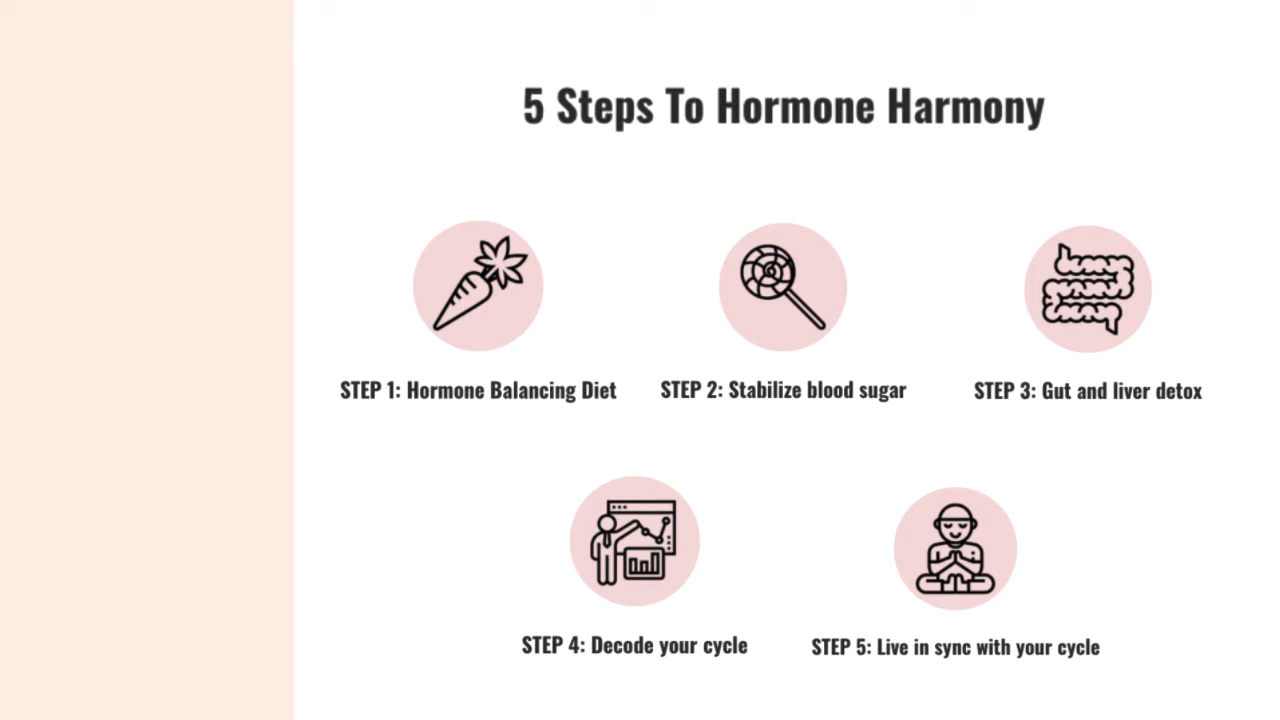 5 Steps To Hormone Harmony
STEP 1: Hormone Balancing Diet
STEP 2: Stabilize blood sugar
STEP 3: Gut and liver detox
STEP 4: Decode your cycle
STEP 5: Live in sync with your cycle